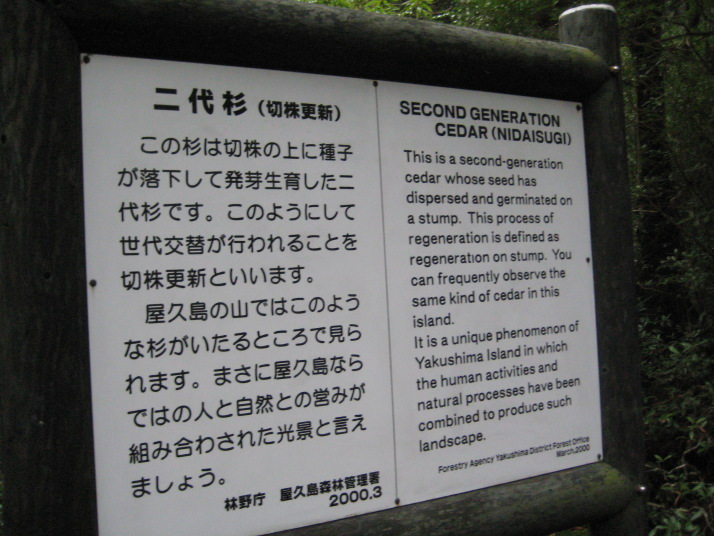 二代杉（切株更新）
この杉は切株の上に種子
が落下して発芽生育した二
代杉です。このようにして
世代交替が行われることを
切株更新といいます。
屋久島の山ではこのよう
な杉がいたるところで見ら
れます。まさに屋久島なら
ではの人と自然との営みが
組み合わされた光景と言え
ましょう。
林野庁　屋久島森林管理署
2000.3
SECOND GENERATION
CEDAR (NIDAISUGI)
This is a second-generation
cedar whose seed has
dispersed and germinated on
a stump. This process of
regeneration is defined as
regeneration on stump. You
can frequently observe the
same kind of cedar in this
island.
It is a unique phenomenon of
Yakushima Island in which
the human activities and
natural processes have been
combined to produce such
landscape.
Forestry Agency Yakushima District Forest Office
March,2000